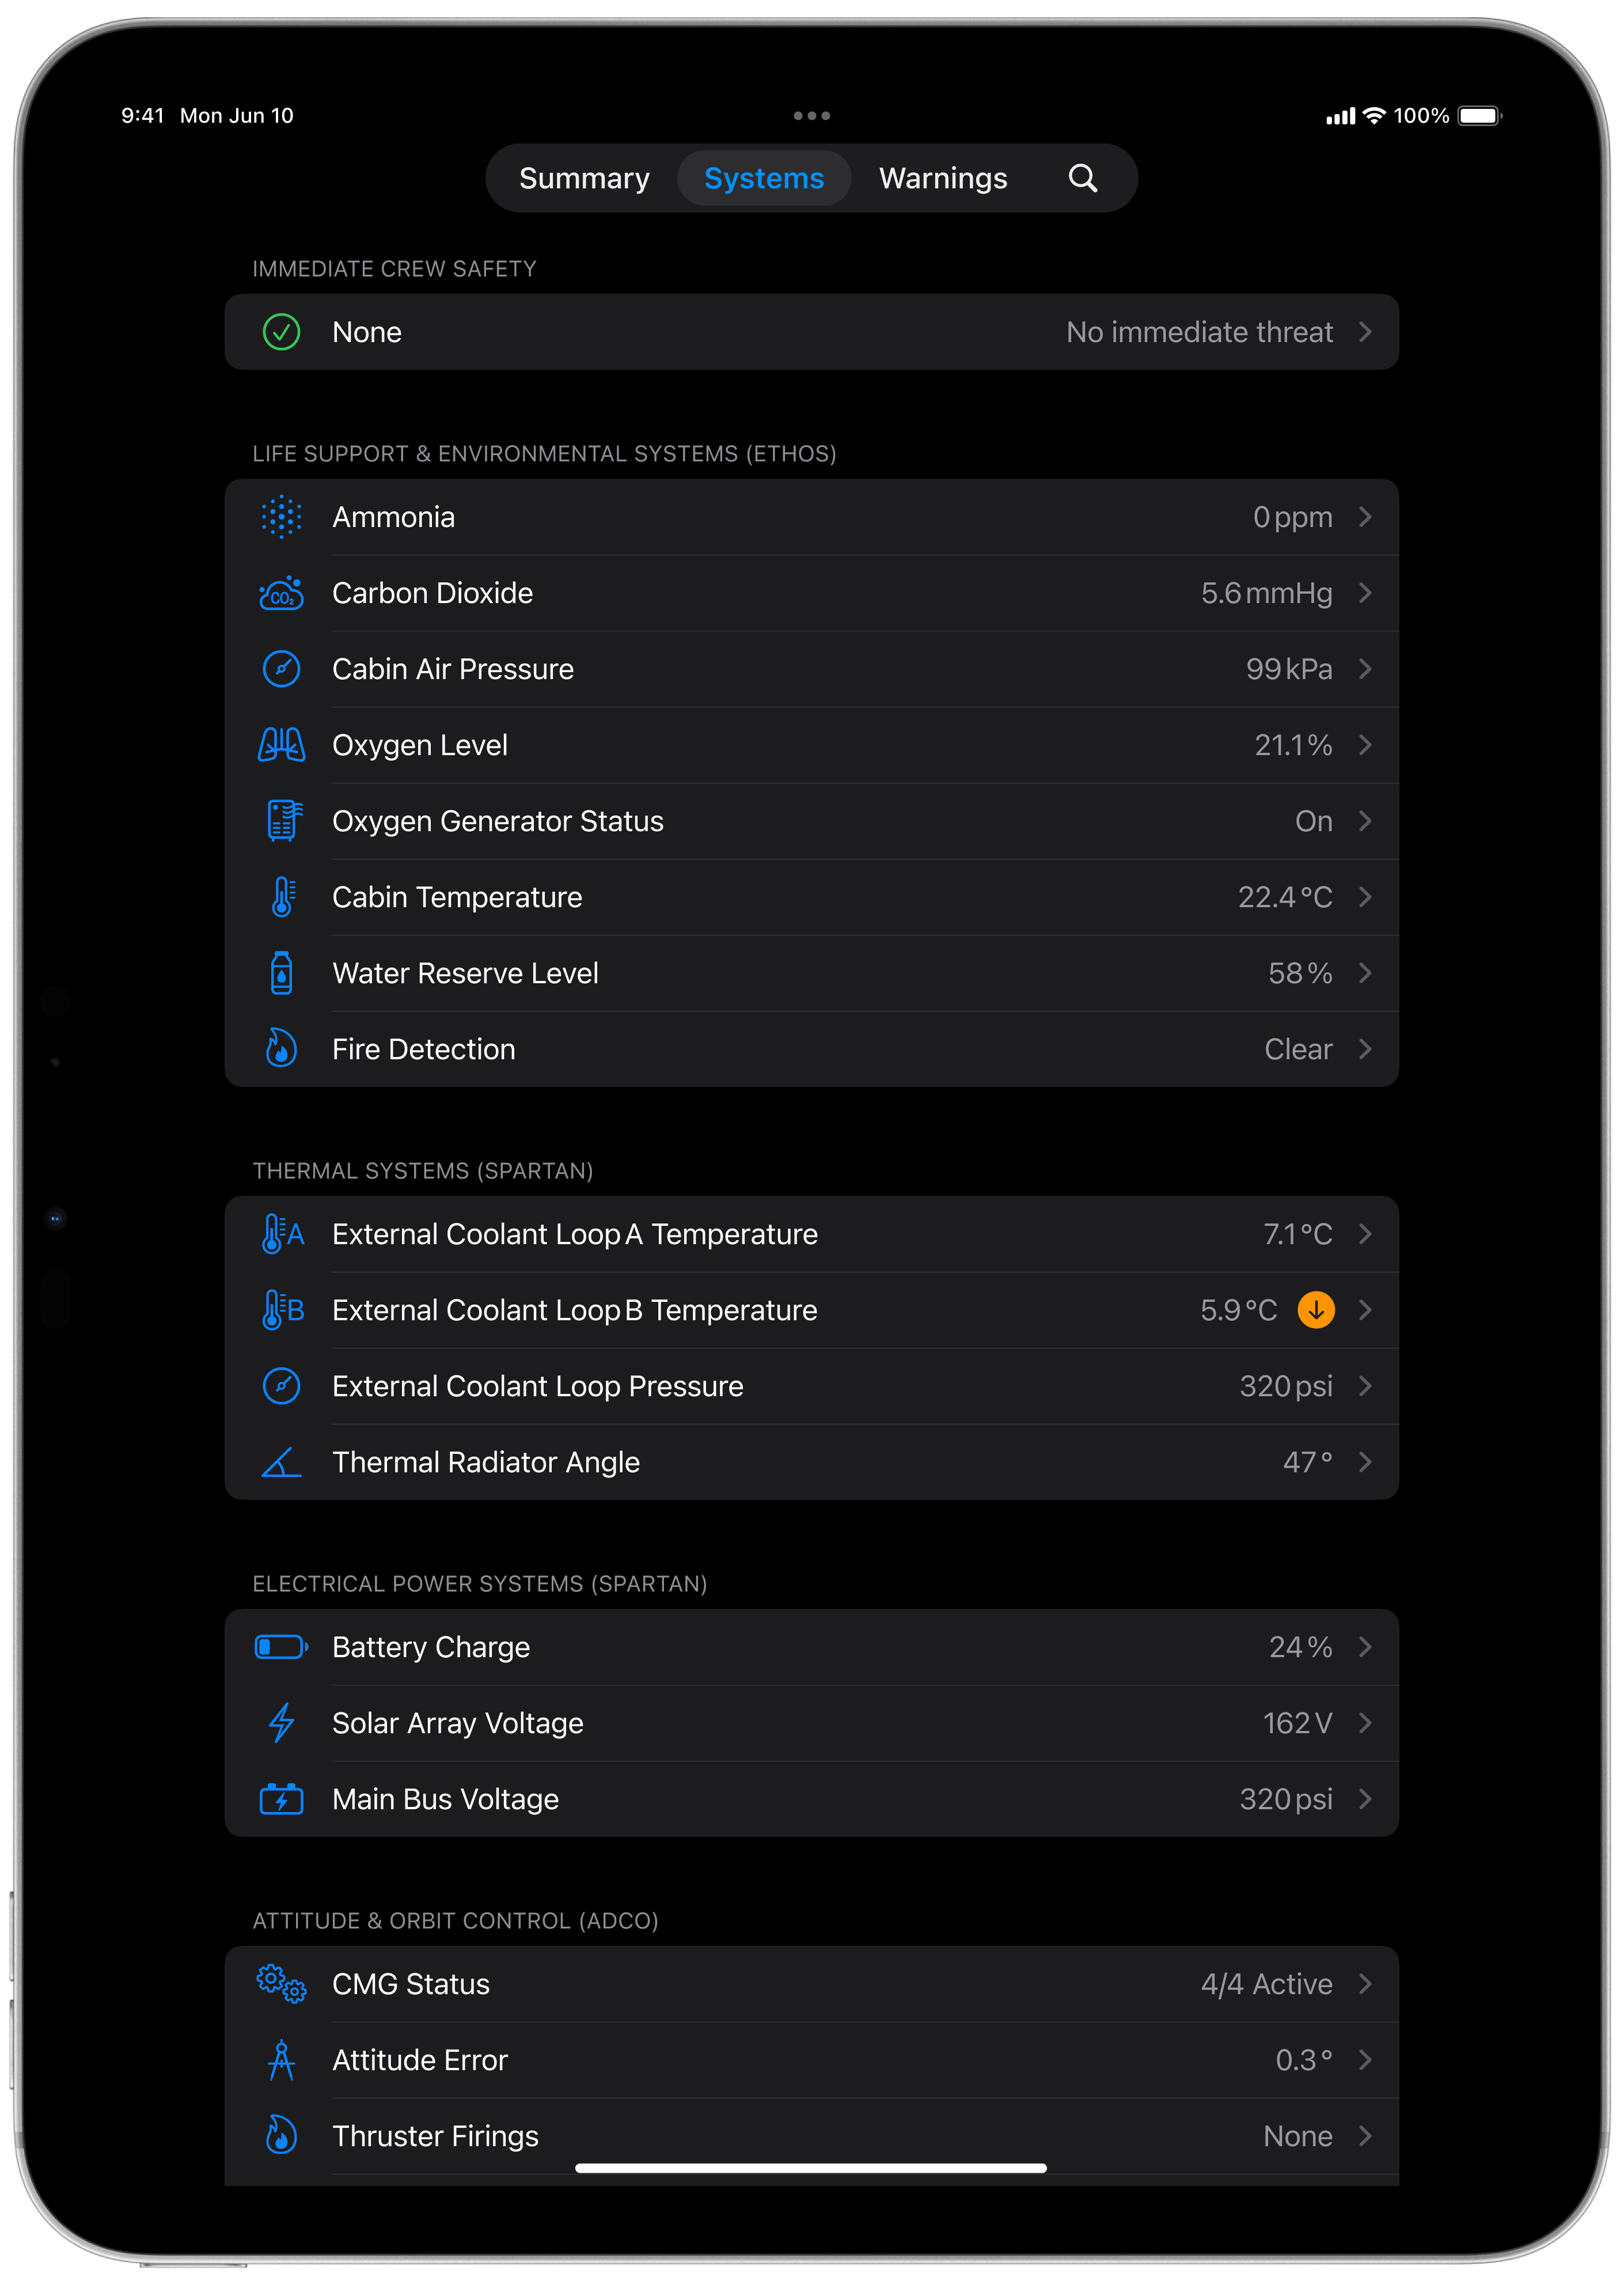 9:41 Mon Jun 10 100%
Summary Systems Warnings
IMMEDIATE CREW SAFETY
None No immediate threat
LIFE SUPPORT & ENVIRONMENTAL SYSTEMS (ETHOS)
Ammonia 0 ppm
CO₂ Carbon Dioxide 5.6 mmHg
Cabin Air Pressure 99 kPa
Oxygen Level 21.1 %
Oxygen Generator Status On
Cabin Temperature 22.4 °C
Water Reserve Level 58 %
Fire Detection Clear
THERMAL SYSTEMS (SPARTAN)
A External Coolant Loop A Temperature 7.1 °C
B External Coolant Loop B Temperature 5.9 °C
External Coolant Loop Pressure 320 psi
Thermal Radiator Angle 47 °
ELECTRICAL POWER SYSTEMS (SPARTAN)
Battery Charge 24 %
Solar Array Voltage 162 V
Main Bus Voltage 320 psi
ATTITUDE & ORBIT CONTROL (ADCO)
CMG Status 4/4 Active
Attitude Error 0.3 °
Thruster Firings None